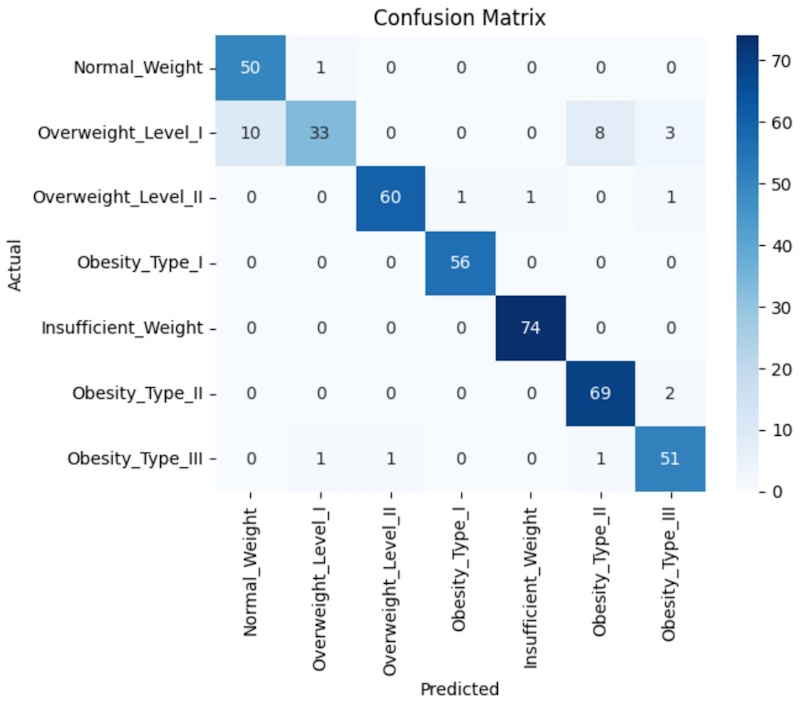 Confusion Matrix
Normal_Weight 50 1 0 0 0 0 0
Overweight_Level_I 10 33 0 0 0 8 3
Overweight_Level_II 0 0 60 1 1 0 1
Obesity_Type_I 0 0 0 56 0 0 0
Insufficient_Weight 0 0 0 0 74 0 0
Obesity_Type_II 0 0 0 0 0 69 2
Obesity_Type_III 0 1 1 0 0 1 51
Actual
Normal_Weight
Overweight_Level_I
Overweight_Level_II
Obesity_Type_I
Insufficient_Weight
Obesity_Type_II
Obesity_Type_III
Predicted
70
60
50
40
30
20
10
0